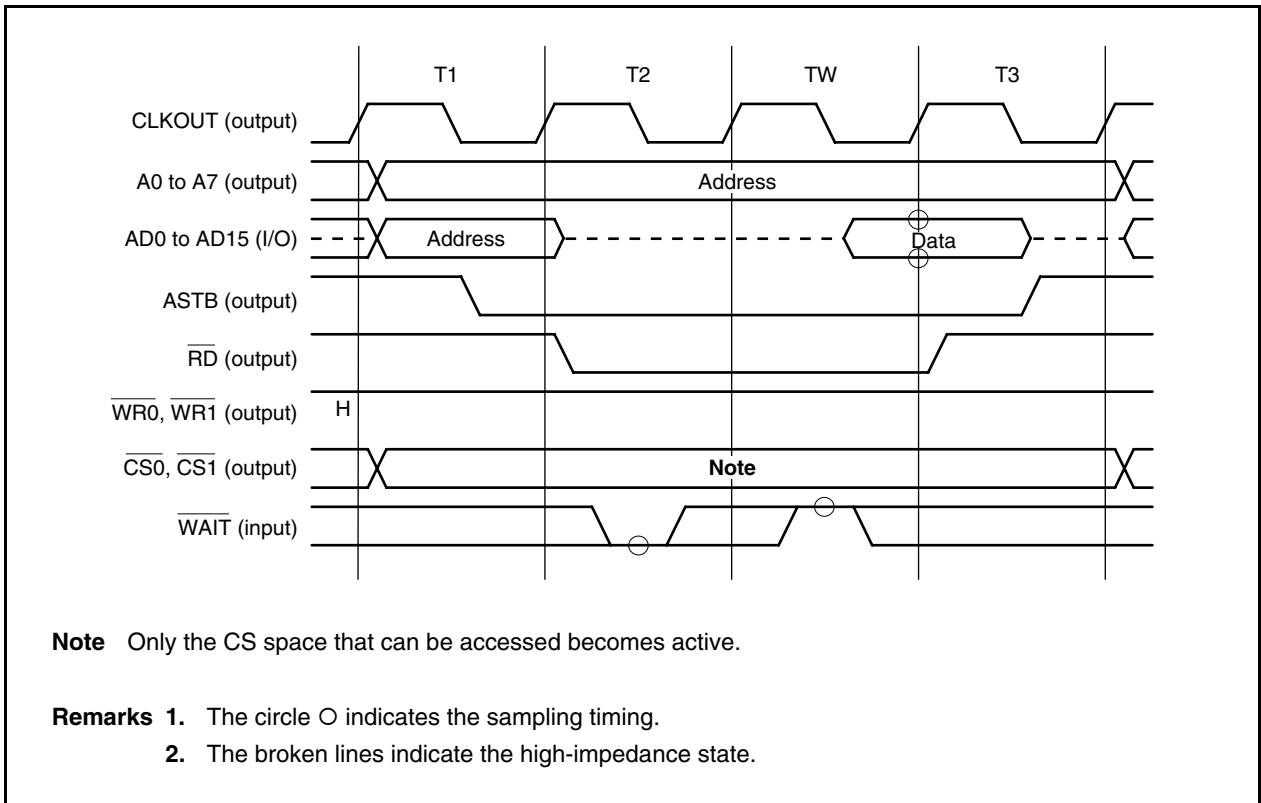 T1 T2 TW T3
CLKOUT (output)
A0 to A7 (output) Address
AD0 to AD15 (I/O) Address Data
ASTB (output)
RD (output)
WR0, WR1 (output) H
CS0, CS1 (output) Note
WAIT (input)
Note Only the CS space that can be accessed becomes active.
Remarks 1. The circle O indicates the sampling timing.
2. The broken lines indicate the high-impedance state.